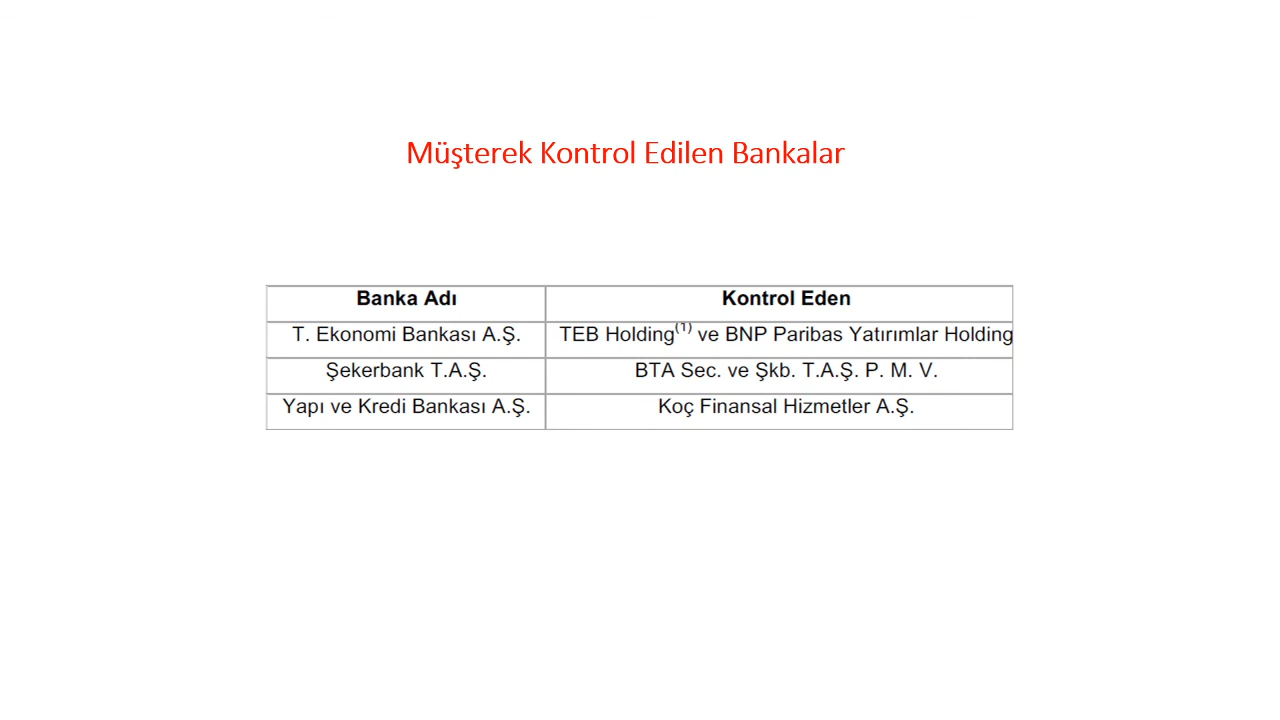 Müşterek Kontrol Edilen Bankalar
Banka Adı Kontrol Eden
T. Ekonomi Bankası A.Ş. TEB Holding(1) ve BNP Paribas Yatırımlar Holding
Şekerbank T.A.Ş. BTA Sec. ve Şkb. T.A.Ş. P. M. V.
Yapı ve Kredi Bankası A.Ş. Koç Finansal Hizmetler A.Ş.